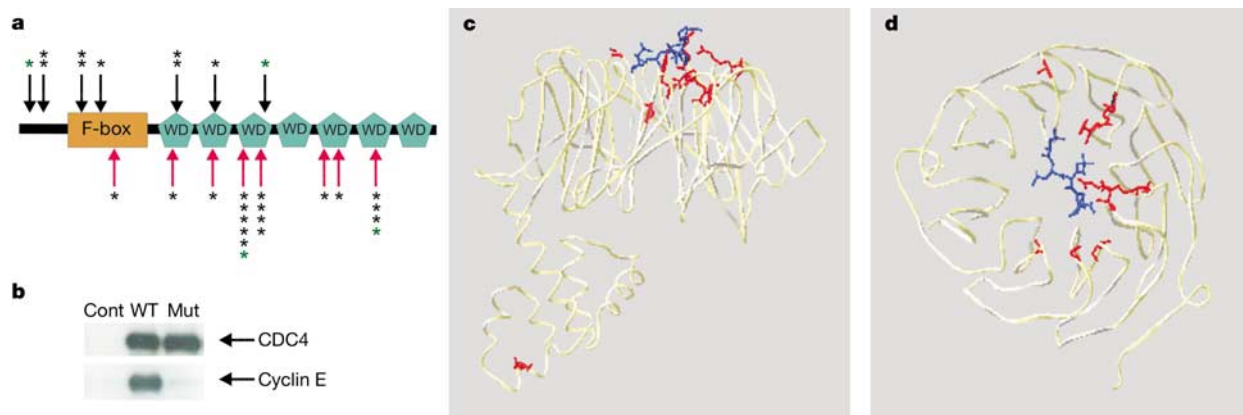 a
* * * * * * * * * *
F-box WD WD WD WD WD WD WD
* * * * * * * *
* * *
* * *
* * *
*
*
b
Cont WT Mut
CDC4
Cyclin E
c
d